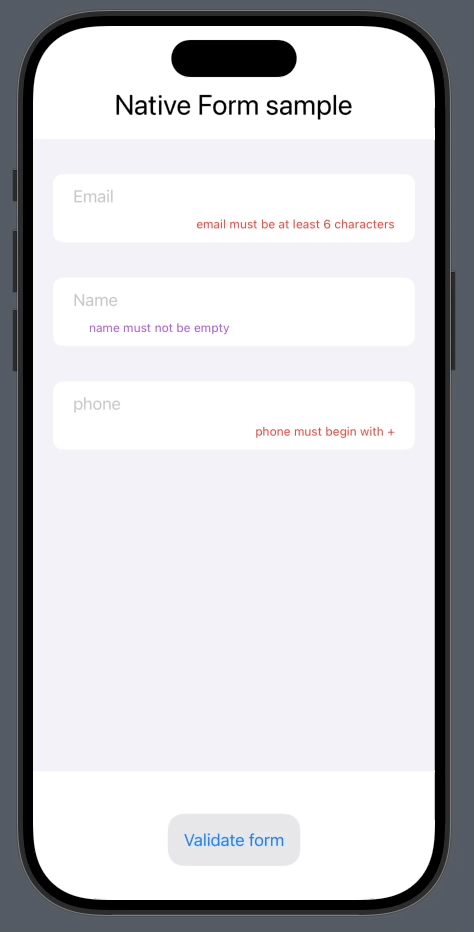 Native Form sample
Email
email must be at least 6 characters
Name
name must not be empty
phone
phone must begin with +
Validate form